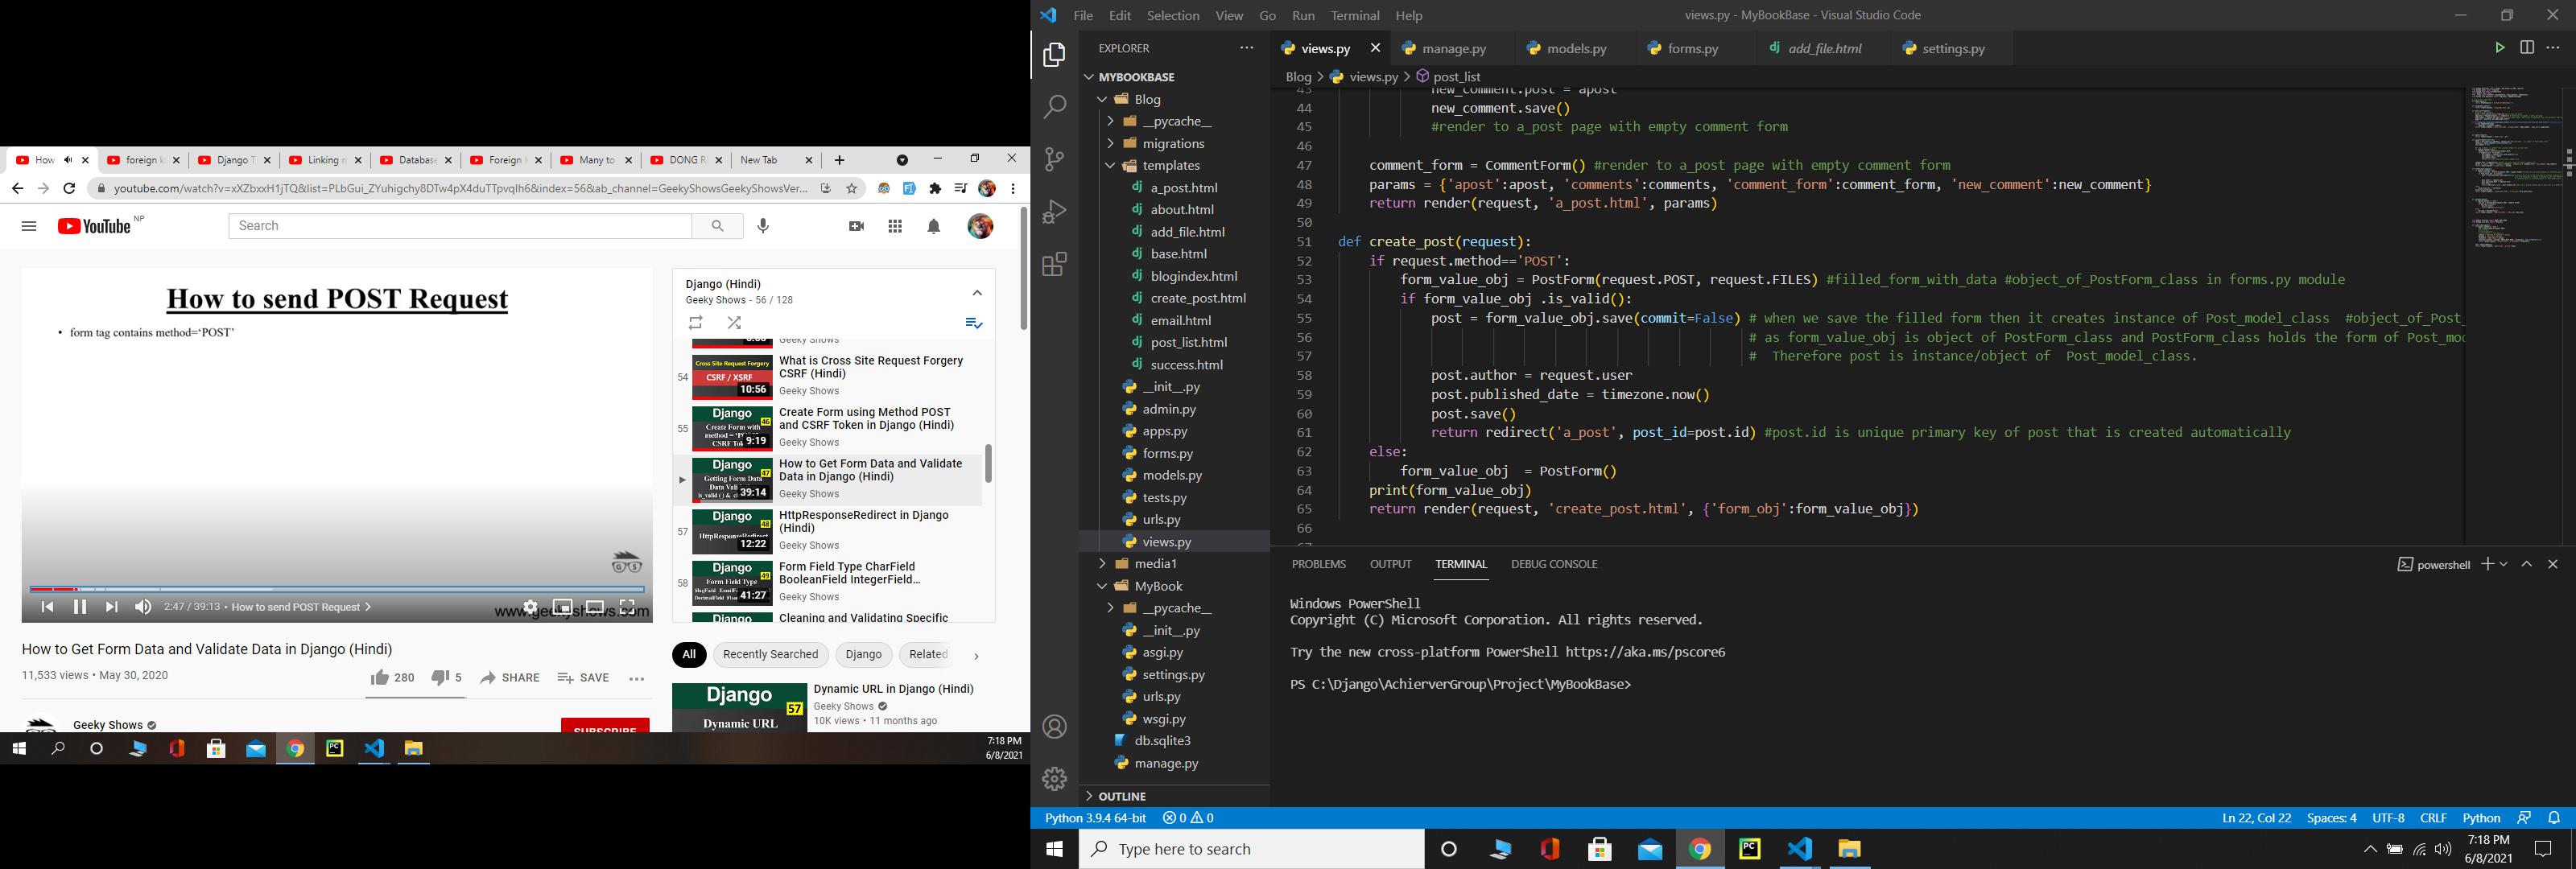 How
foreign k
Django T
Linking m
Database
Foreign K
Many to
DONG R
New Tab
youtube.com/watch?v=xXZbxxH1jTQ&list=PLbGui_ZYuhigchy8DTw4pX4duTTpvqIh6&index=56&ab_channel=GeekyShowsGeekyShowsVer...
YouTube NP
Search
How to send POST Request
• form tag contains method='POST'
2:47 / 39:13 • How to send POST Request >
www.geekyshows.com
How to Get Form Data and Validate Data in Django (Hindi)
11,533 views • May 30, 2020
280
5
SHARE
SAVE
Geeky Shows
SUBSCRIBE
Django (Hindi)
Geeky Shows - 56 / 128
Geeky Shows
54
Cross Site Request Forgery
CSRF / XSRF
10:56
What is Cross Site Request Forgery
CSRF (Hindi)
Geeky Shows
55
Django
46
Create Form with
9:19
Create Form using Method POST
and CSRF Token in Django (Hindi)
Geeky Shows
Django
47
Getting Form Data
39:14
How to Get Form Data and Validate
Data in Django (Hindi)
Geeky Shows
57
Django
48
HttpResponseRedirect
12:22
HttpResponseRedirect in Django
(Hindi)
Geeky Shows
58
Django
49
Form Field Type
41:27
Form Field Type CharField
BooleanField IntegerField...
Geeky Shows
Cleaning and Validating Specific
All
Recently Searched
Django
Related
Django
57
Dynamic URL
Dynamic URL in Django (Hindi)
Geeky Shows
10K views • 11 months ago
7:18 PM
6/8/2021
File Edit Selection View Go Run Terminal Help
views.py - MyBookBase - Visual Studio Code
EXPLORER
MYBOOKBASE
Blog
__pycache__
migrations
templates
a_post.html
about.html
add_file.html
base.html
blogindex.html
create_post.html
email.html
post_list.html
success.html
__init__.py
admin.py
apps.py
forms.py
models.py
tests.py
urls.py
views.py
media1
MyBook
__pycache__
__init__.py
asgi.py
settings.py
urls.py
wsgi.py
db.sqlite3
manage.py
OUTLINE
views.py
manage.py
models.py
forms.py
add_file.html
settings.py
Blog > views.py > post_list
43 new_comment.post = apost
44 new_comment.save()
45 #render to a_post page with empty comment form
46
47 comment_form = CommentForm() #render to a_post page with empty comment form
48 params = {'apost':apost, 'comments':comments, 'comment_form':comment_form, 'new_comment':new_comment}
49 return render(request, 'a_post.html', params)
50
51 def create_post(request):
52 if request.method=='POST':
53 form_value_obj = PostForm(request.POST, request.FILES) #filled_form_with_data #object_of_PostForm_class in forms.py module
54 if form_value_obj .is_valid():
55 post = form_value_obj.save(commit=False) # when we save the filled form then it creates instance of Post_model_class #object_of_Post_
56 # as form_value_obj is object of PostForm_class and PostForm_class holds the form of Post_mod
57 # Therefore post is instance/object of Post_model_class.
58 post.author = request.user
59 post.published_date = timezone.now()
60 post.save()
61 return redirect('a_post', post_id=post.id) #post.id is unique primary key of post that is created automatically
62 else:
63 form_value_obj = PostForm()
64 print(form_value_obj)
65 return render(request, 'create_post.html', {'form_obj':form_value_obj})
66
67
PROBLEMS OUTPUT TERMINAL DEBUG CONSOLE
powershell
Windows PowerShell
Copyright (C) Microsoft Corporation. All rights reserved.
Try the new cross-platform PowerShell https://aka.ms/pscore6
PS C:\Django\AchierverGroup\Project\MyBookBase>
Python 3.9.4 64-bit
0
0
Ln 22, Col 22
Spaces: 4
UTF-8
CRLF
Python
Type here to search
7:18 PM
6/8/2021